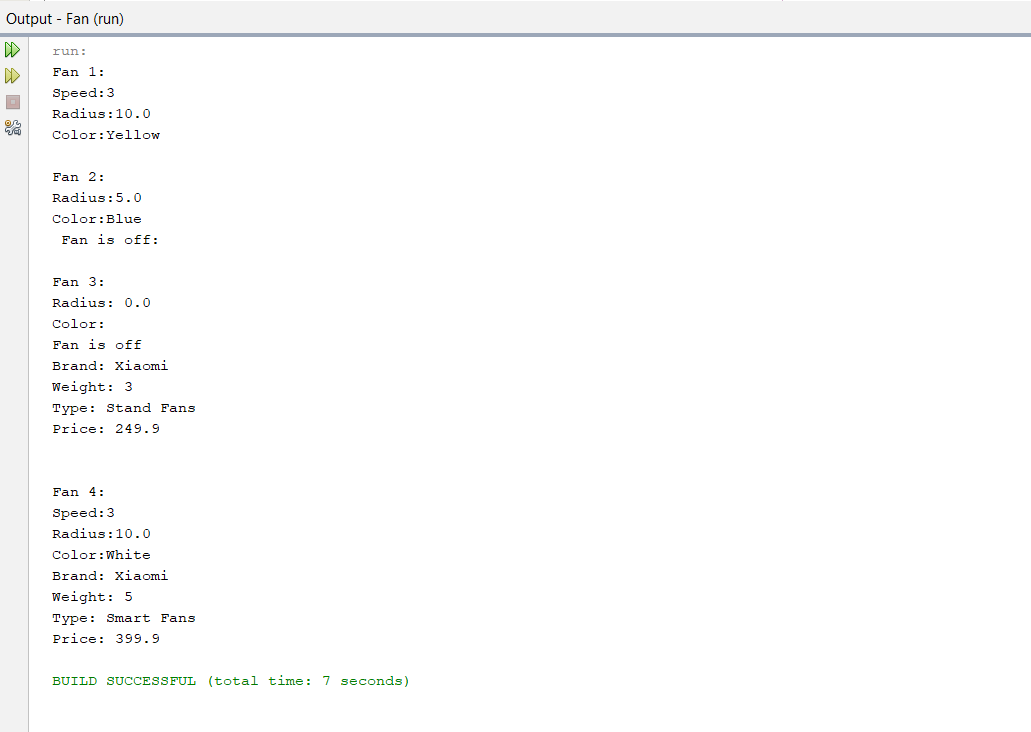 Output - Fan (run)
run:
Fan 1:
Speed:3
Radius:10.0
Color:Yellow
Fan 2:
Radius:5.0
Color:Blue
Fan is off:
Fan 3:
Radius: 0.0
Color:
Fan is off
Brand: Xiaomi
Weight: 3
Type: Stand Fans
Price: 249.9
Fan 4:
Speed:3
Radius:10.0
Color:White
Brand: Xiaomi
Weight: 5
Type: Smart Fans
Price: 399.9
BUILD SUCCESSFUL (total time: 7 seconds)